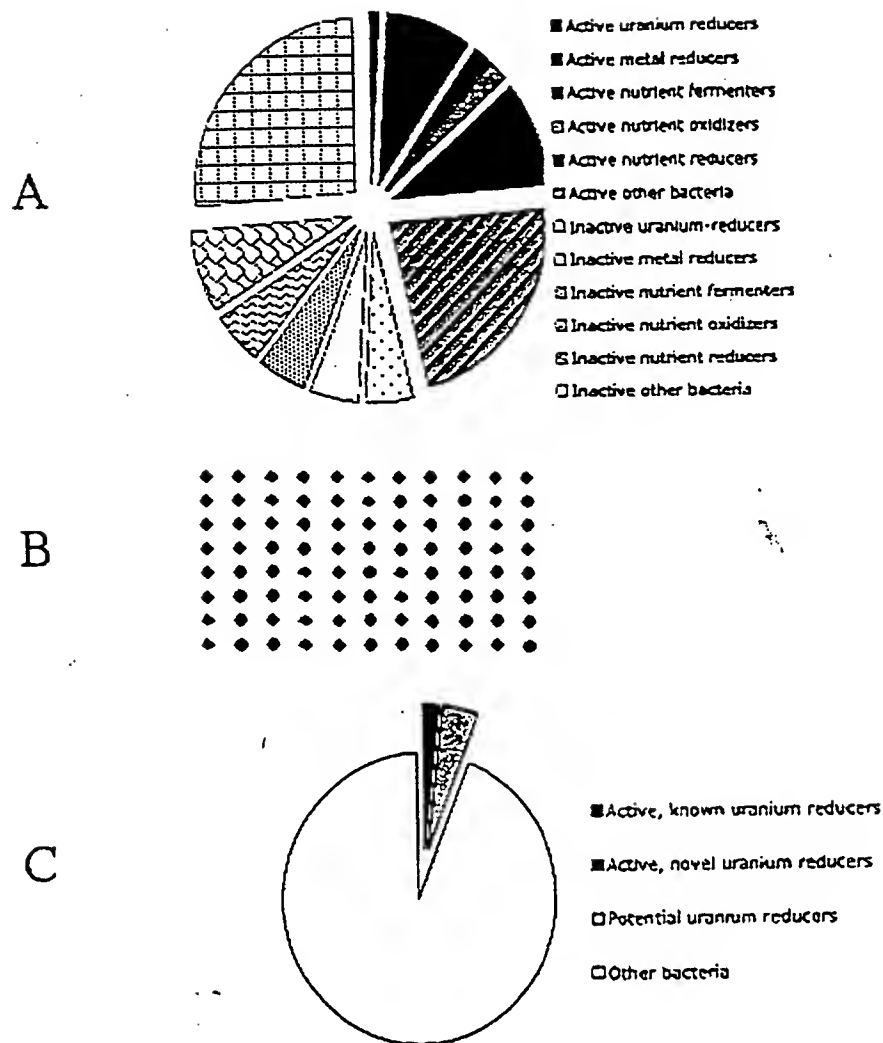 Active uranium reducers
Active metal reducers
Active nutrient fermenters
Active nutrient oxidizers
Active nutrient reducers
Active other bacteria
Inactive uranium-reducers
Inactive metal reducers
Inactive nutrient fermenters
Inactive nutrient oxidizers
Inactive nutrient reducers
Inactive other bacteria
A
B
C
Active, known uranium reducers
Active, novel uranium reducers
Potential uranium reducers
Other bacteria